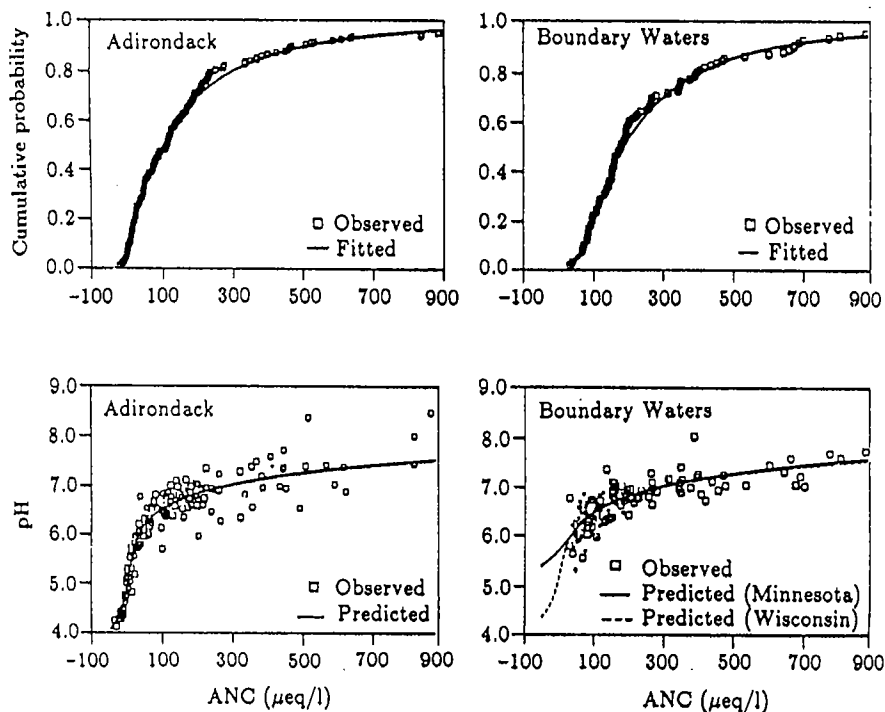 Adirondack
Cumulative probability
1.0
0.8
0.6
0.4
0.2
0.0
□ Observed
— Fitted
−100 100 300 500 700 900
Boundary Waters
1.0
0.8
0.6
0.4
0.2
0.0
□ Observed
— Fitted
−100 100 300 500 700 900
Adirondack
pH
9.0
8.0
7.0
6.0
5.0
4.0
□ Observed
— Predicted
−100 100 300 500 700 900
ANC (μeq/l)
Boundary Waters
9.0
8.0
7.0
6.0
5.0
4.0
□ Observed
— Predicted (Minnesota)
--- Predicted (Wisconsin)
−100 100 300 500 700 900
ANC (μeq/l)